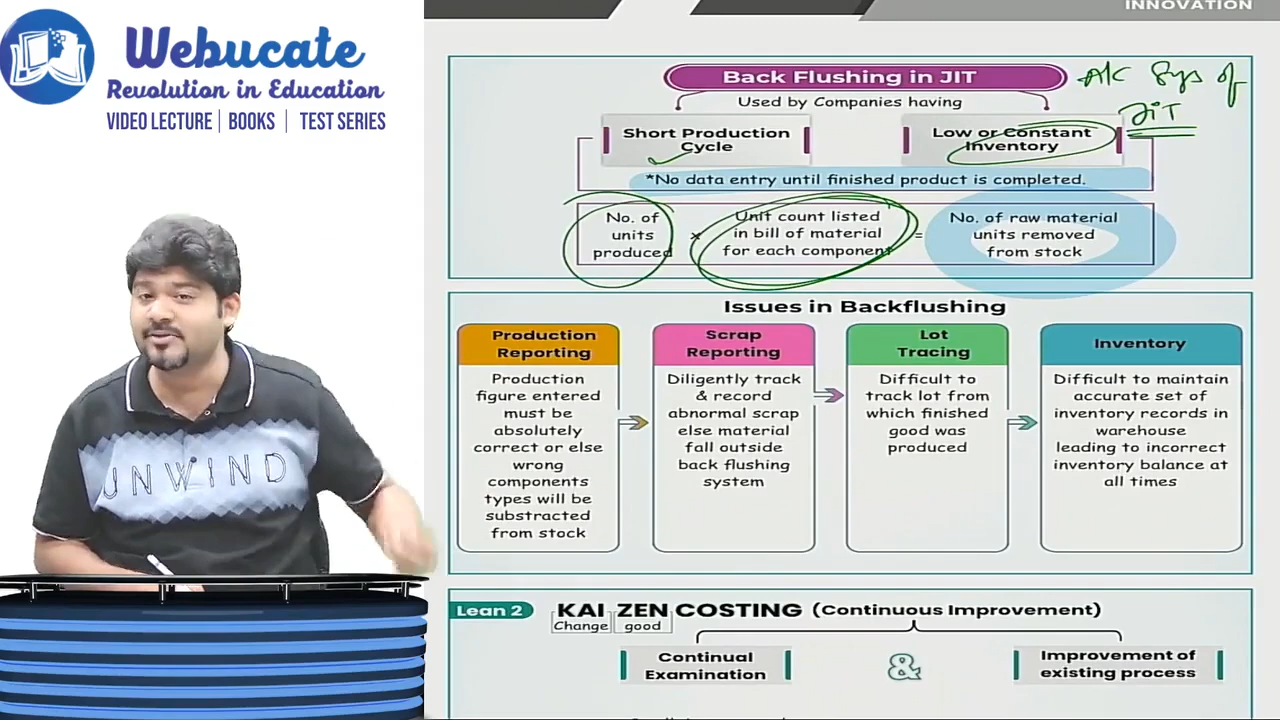 INNOVATION
Webucate
Revolution in Education
VIDEO LECTURE | BOOKS | TEST SERIES
Back Flushing in JIT
A/c Sys of
JIT
Used by Companies having
Short Production
Cycle
Low or Constant
Inventory
*No data entry until finished product is completed.
No. of
units
produced
×
Unit count listed
in bill of material
for each component
=
No. of raw material
units removed
from stock
Issues in Backflushing
Production
Reporting
Production
figure entered
must be
absolutely
correct or else
wrong
components
types will be
substracted
from stock
Scrap
Reporting
Diligently track
& record
abnormal scrap
else material
fall outside
back flushing
system
Lot
Tracing
Difficult to
track lot from
which finished
good was
produced
Inventory
Difficult to maintain
accurate set of
inventory records in
warehouse
leading to incorrect
inventory balance at
all times
UNWIND
Lean 2
KAI ZEN COSTING (Continuous Improvement)
Change good
Continual
Examination
&
Improvement of
existing process